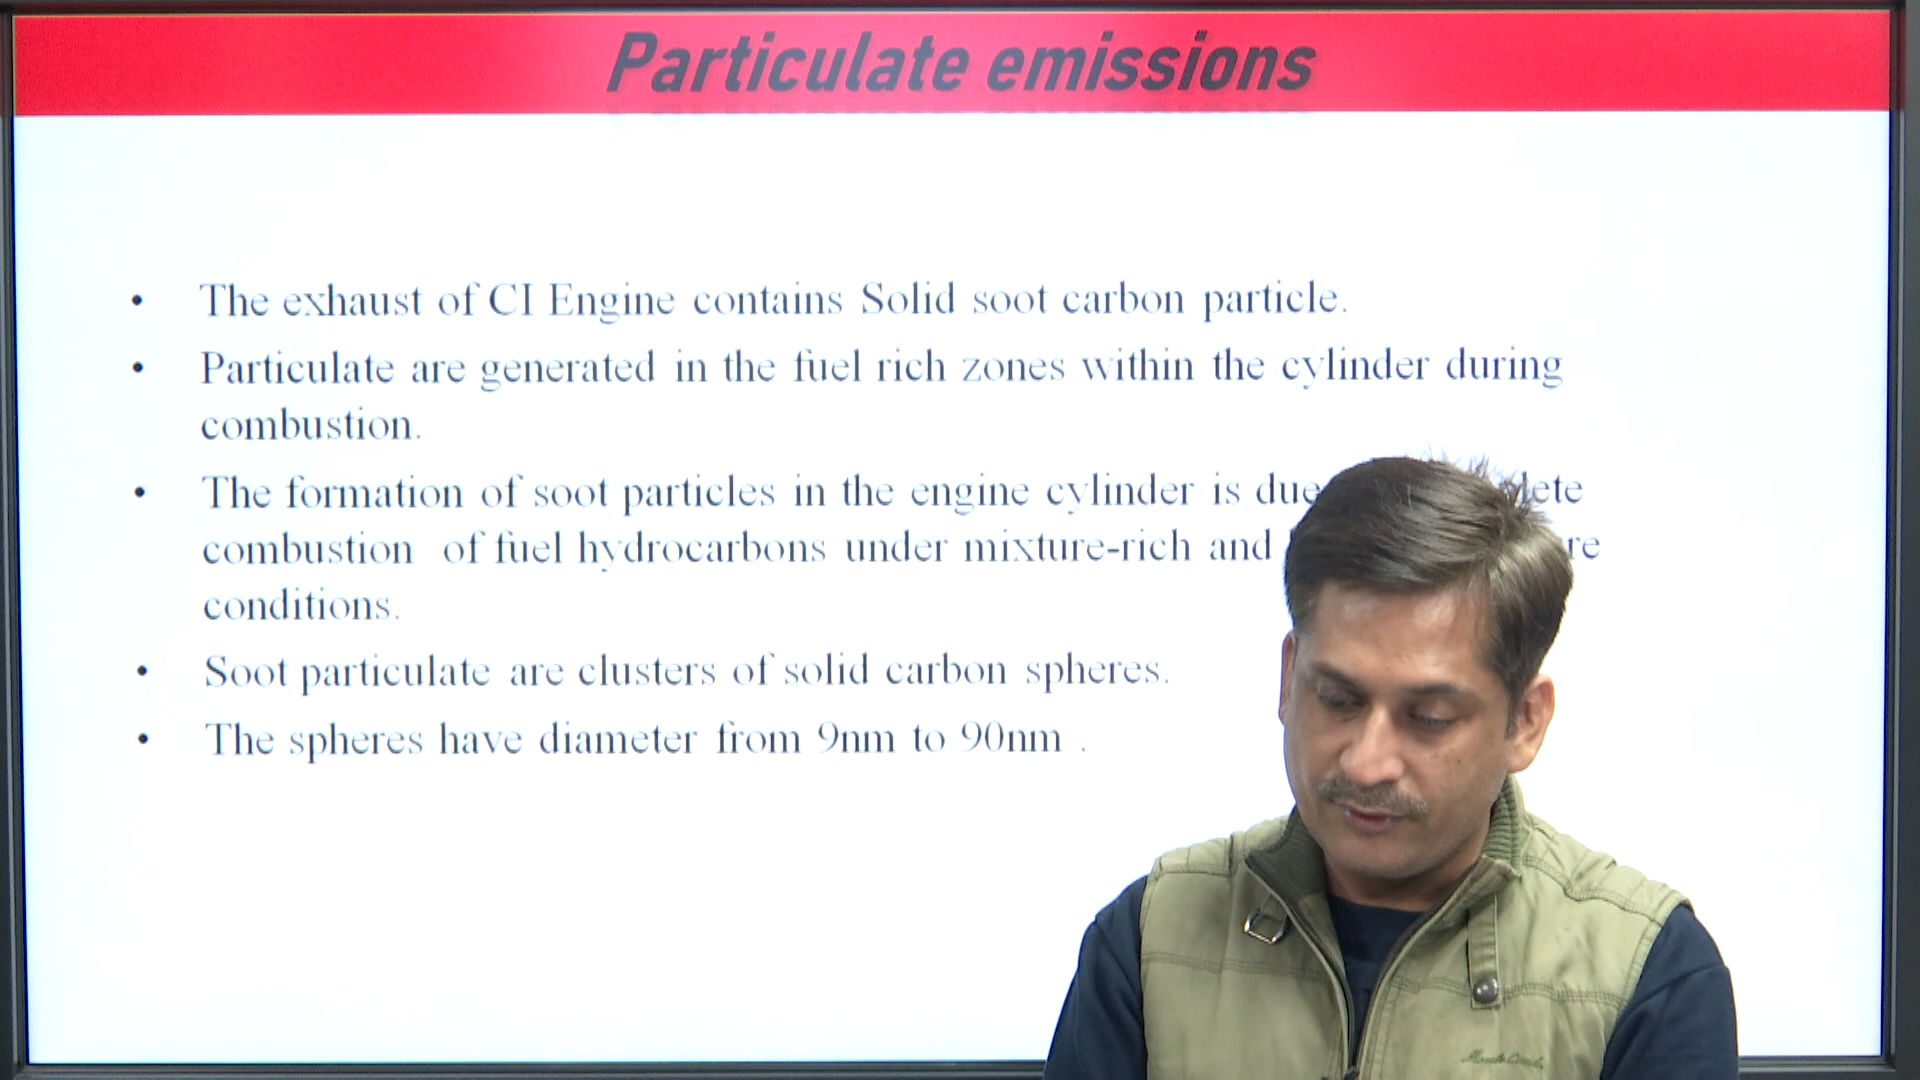 Particulate emissions
• The exhaust of CI Engine contains Solid soot carbon particle.
• Particulate are generated in the fuel rich zones within the cylinder during
combustion.
• The formation of soot particles in the engine cylinder is due
combustion of fuel hydrocarbons under mixture-rich and
conditions.
• Soot particulate are clusters of solid carbon spheres.
• The spheres have diameter from 9nm to 90nm .